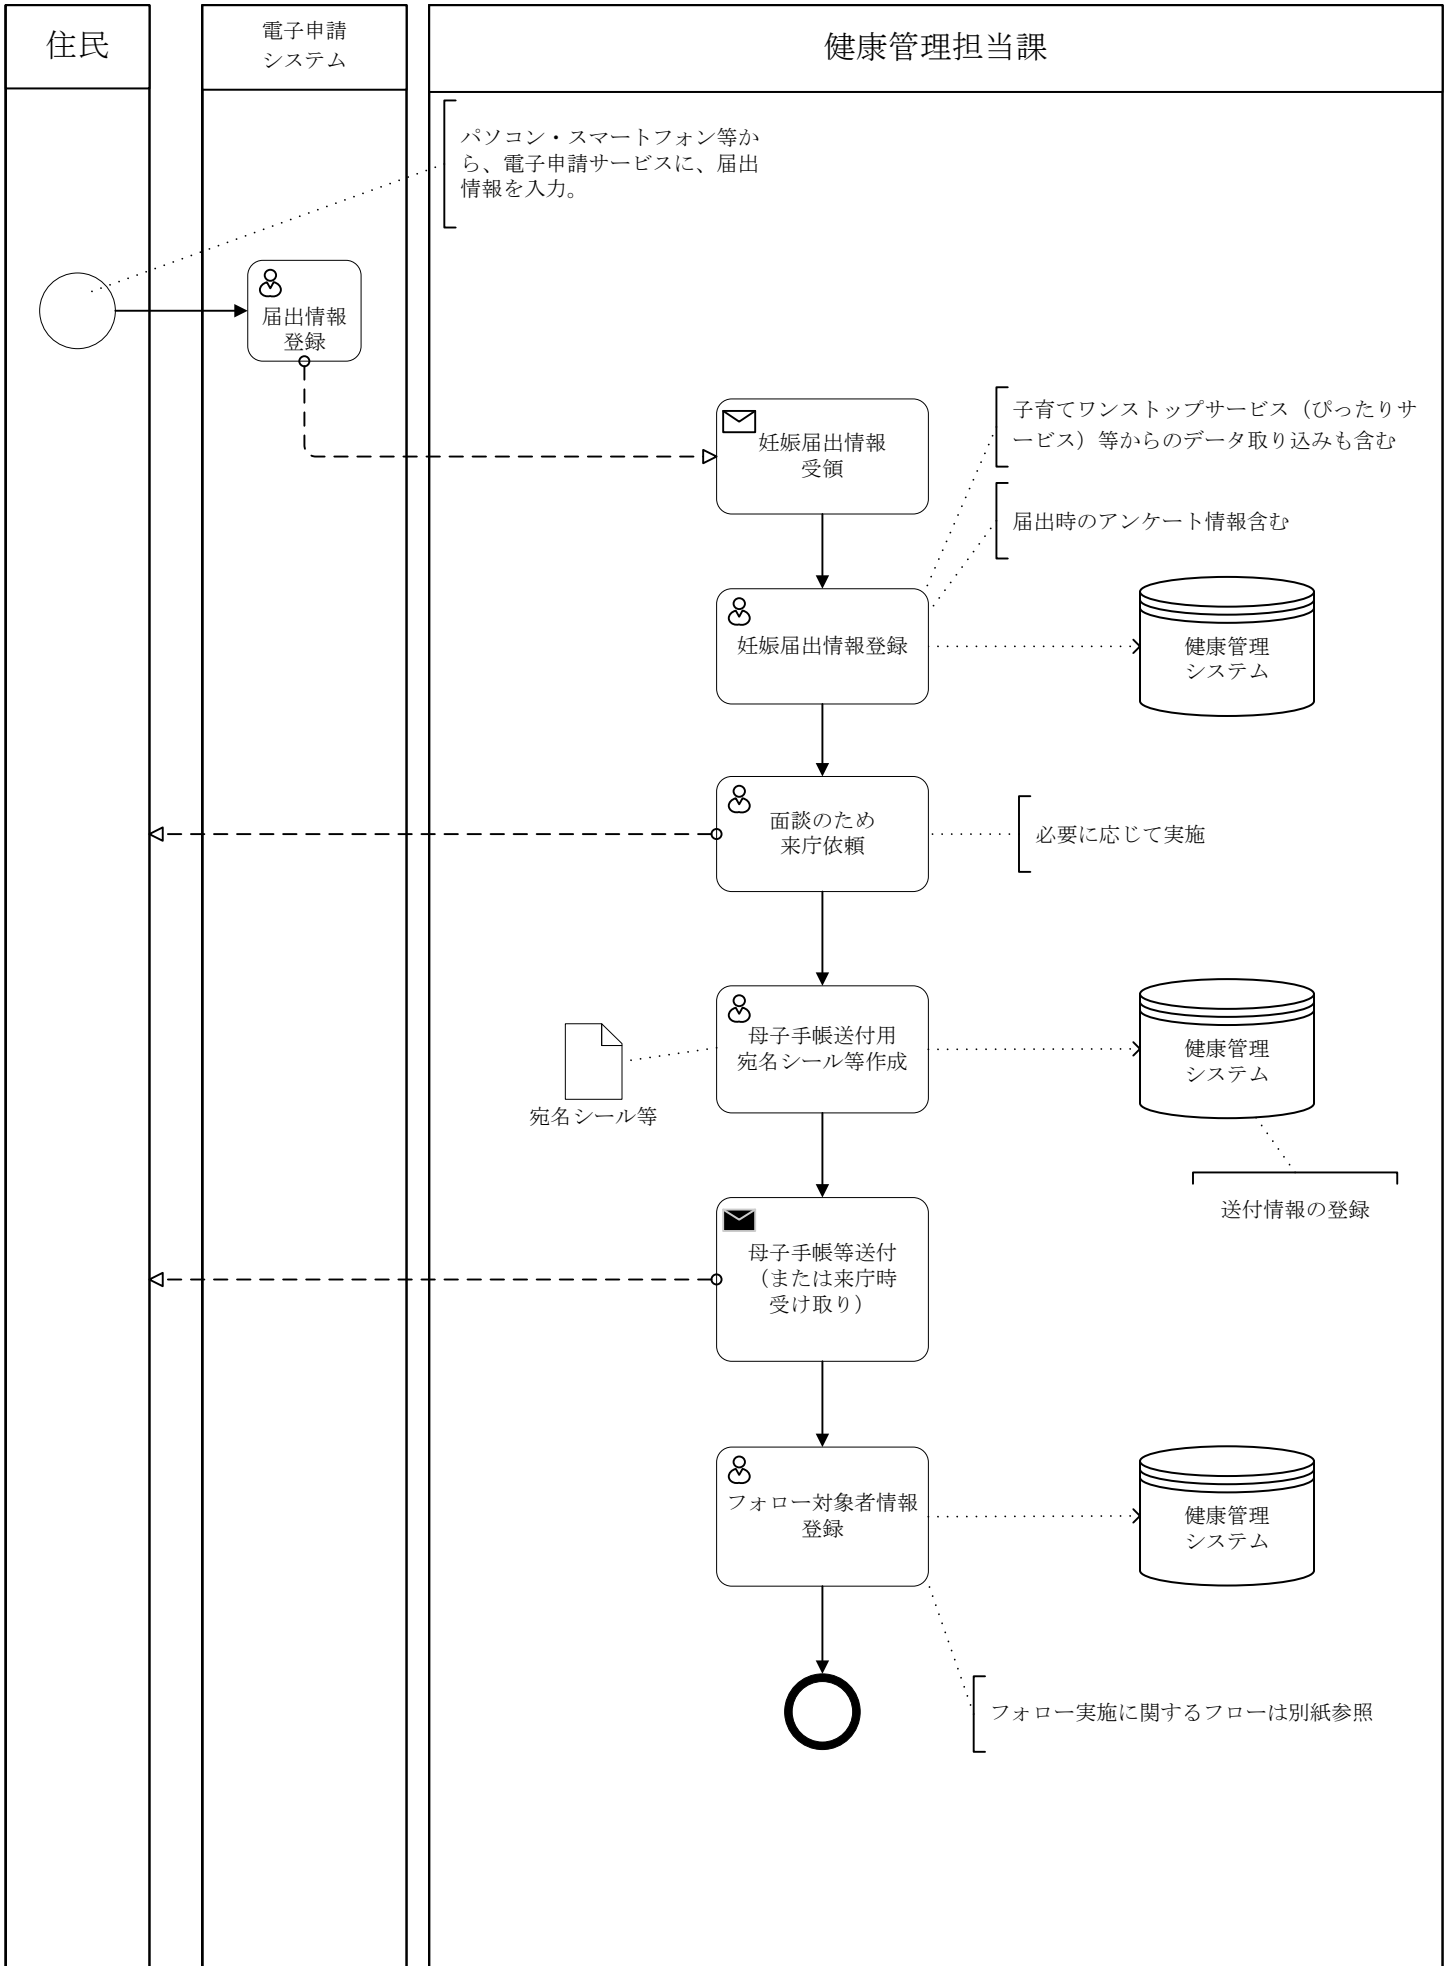 住民
電子申請
システム
健康管理担当課
パソコン・スマートフォン等か
ら、電子申請サービスに、届出
情報を入力。
届出情報
登録
妊娠届出情報
受領
子育てワンストップサービス（ぴったりサ
ービス）等からのデータ取り込みも含む
届出時のアンケート情報含む
妊娠届出情報登録
健康管理
システム
面談のため
来庁依頼
必要に応じて実施
母子手帳送付用
宛名シール等作成
宛名シール等
健康管理
システム
送付情報の登録
母子手帳等送付
（または来庁時
受け取り）
フォロー対象者情報
登録
健康管理
システム
フォロー実施に関するフローは別紙参照